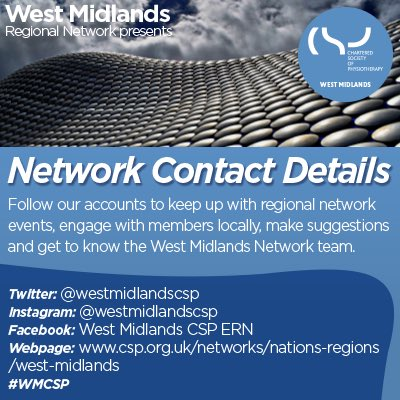 West Midlands
Regional Network presents
CHARTERED
SOCIETY
OF
PHYSIOTHERAPY
WEST MIDLANDS
Network Contact Details
Follow our accounts to keep up with regional network
events, engage with members locally, make suggestions
and get to know the West Midlands Network team.
Twitter: @westmidlandscsp
Instagram: @westmidlandscsp
Facebook: West Midlands CSP ERN
Webpage: www.csp.org.uk/networks/nations-regions
/west-midlands
#WMCSP